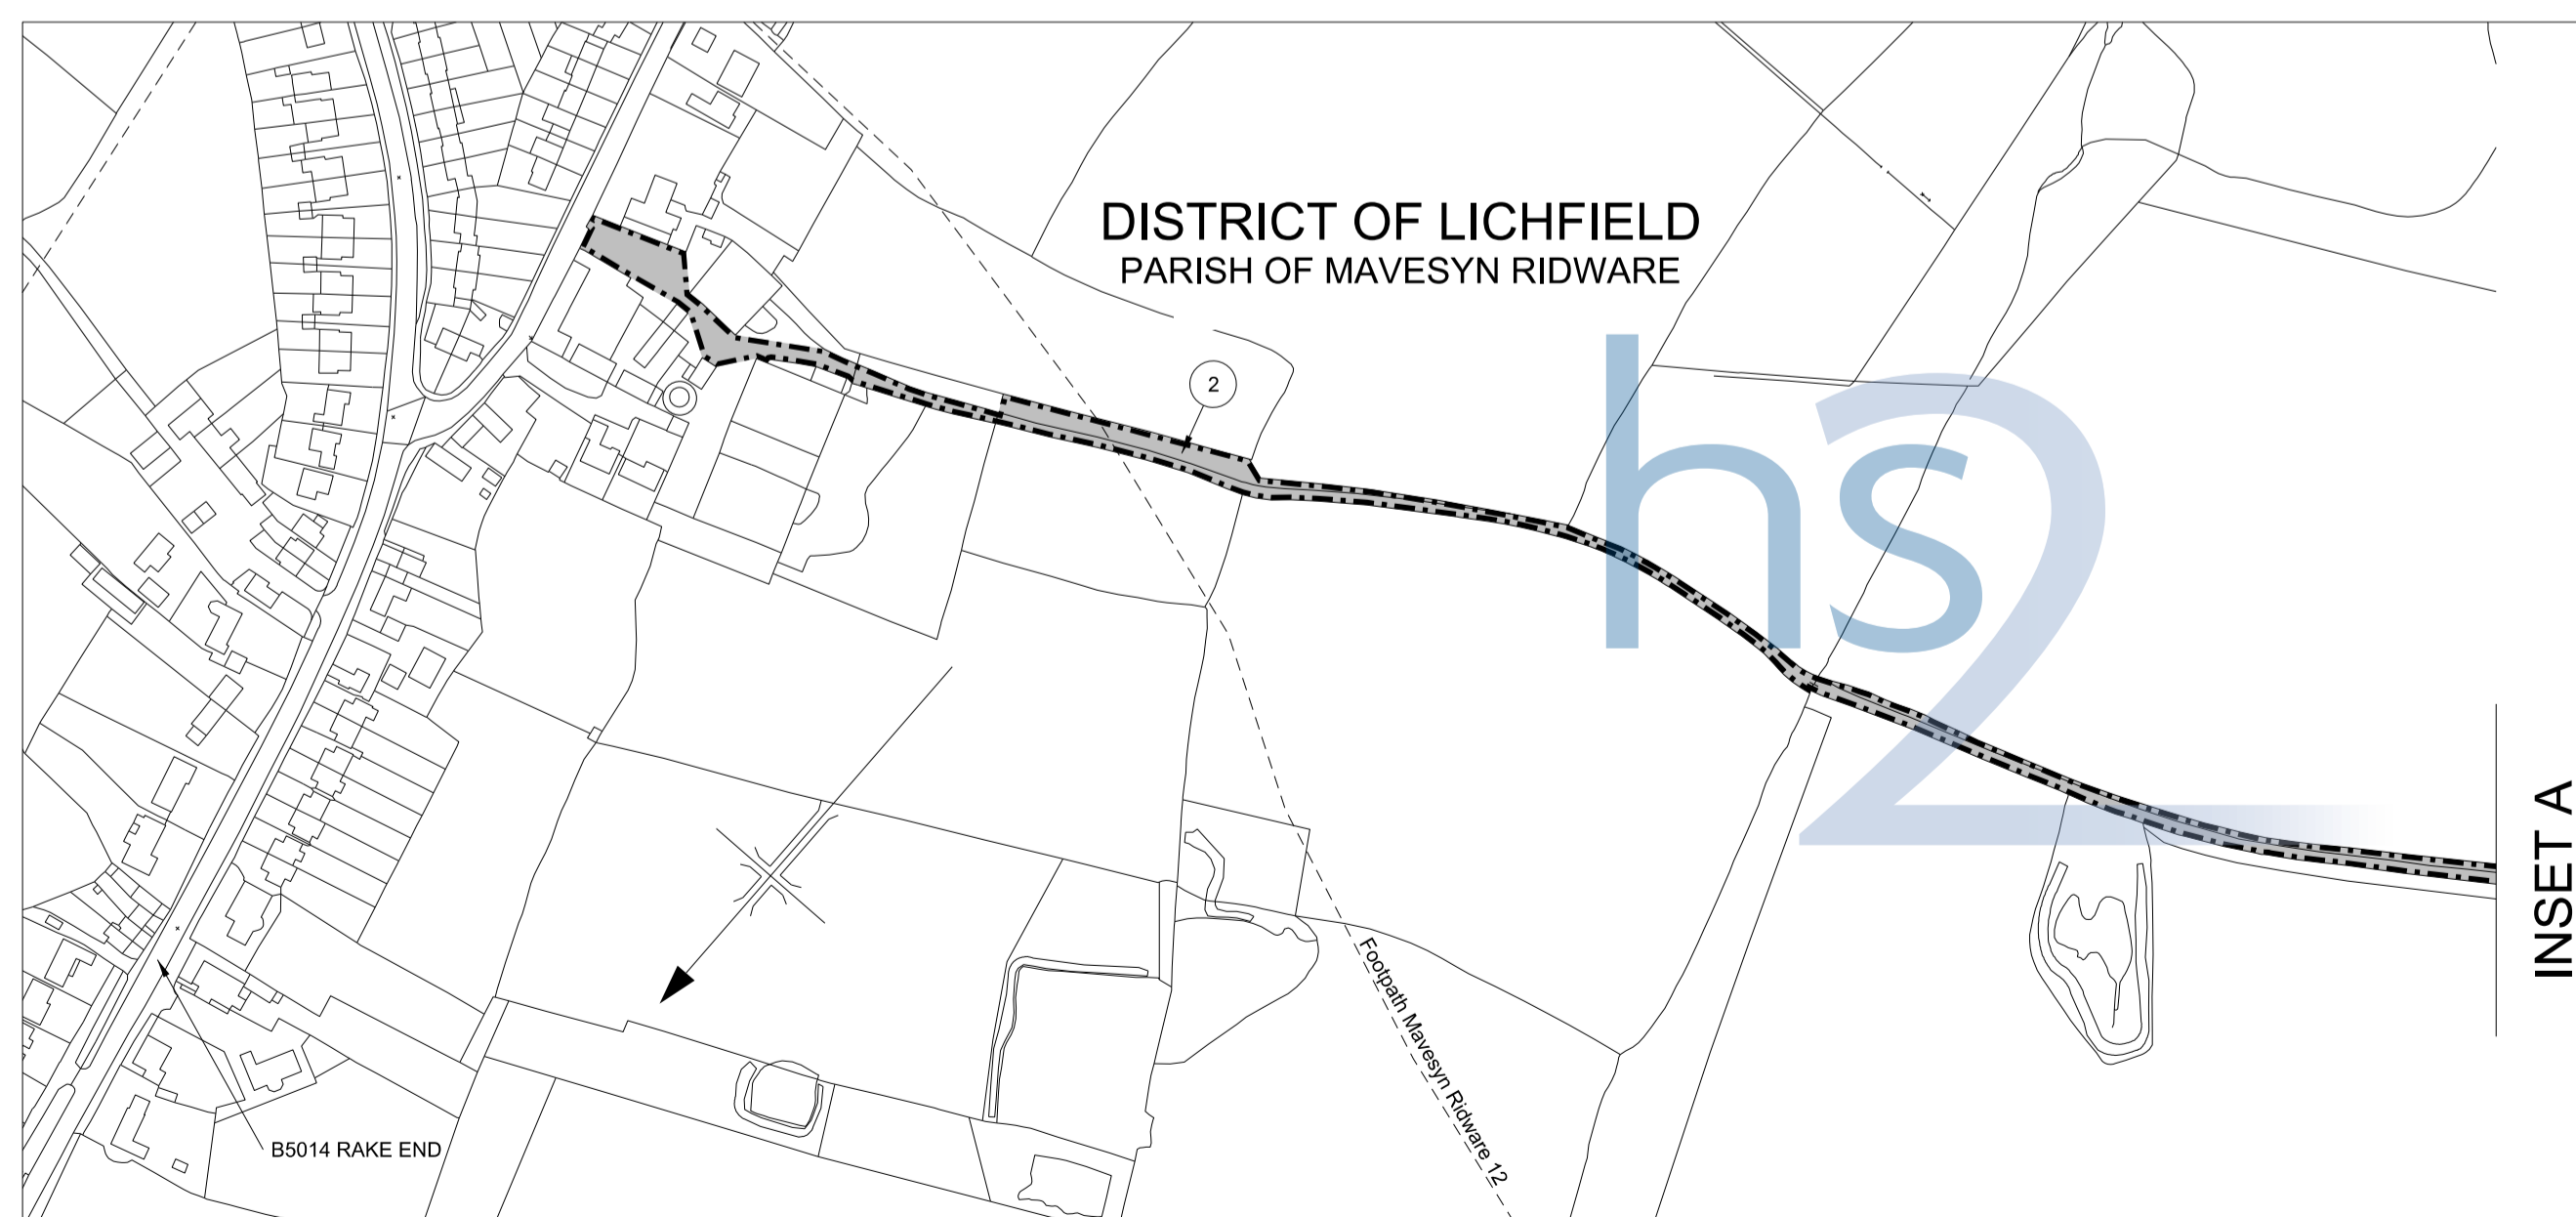 DISTRICT OF LICHFIELD
PARISH OF MAVESYN RIDWARE
2
hs2
INSET A
Footpath Mavesyn Ridware 12
B5014 RAKE END